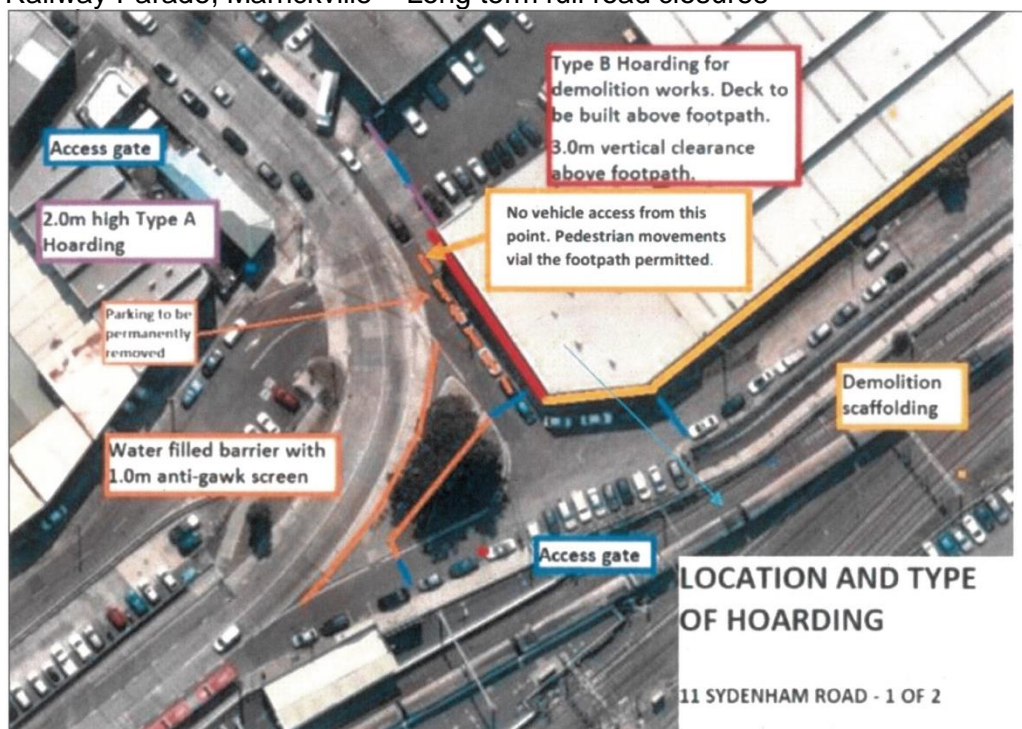 Railway Parade, Marrickville – Long term full road closures
Type B Hoarding for
demolition works. Deck to
be built above footpath.
3.0m vertical clearance
above footpath.
Access gate
2.0m high Type A
Hoarding
No vehicle access from this
point. Pedestrian movements
vial the footpath permitted.
Parking to be
permanently
removed
Demolition
scaffolding
Water filled barrier with
1.0m anti-gawk screen
Access gate
LOCATION AND TYPE
OF HOARDING
11 SYDENHAM ROAD - 1 OF 2